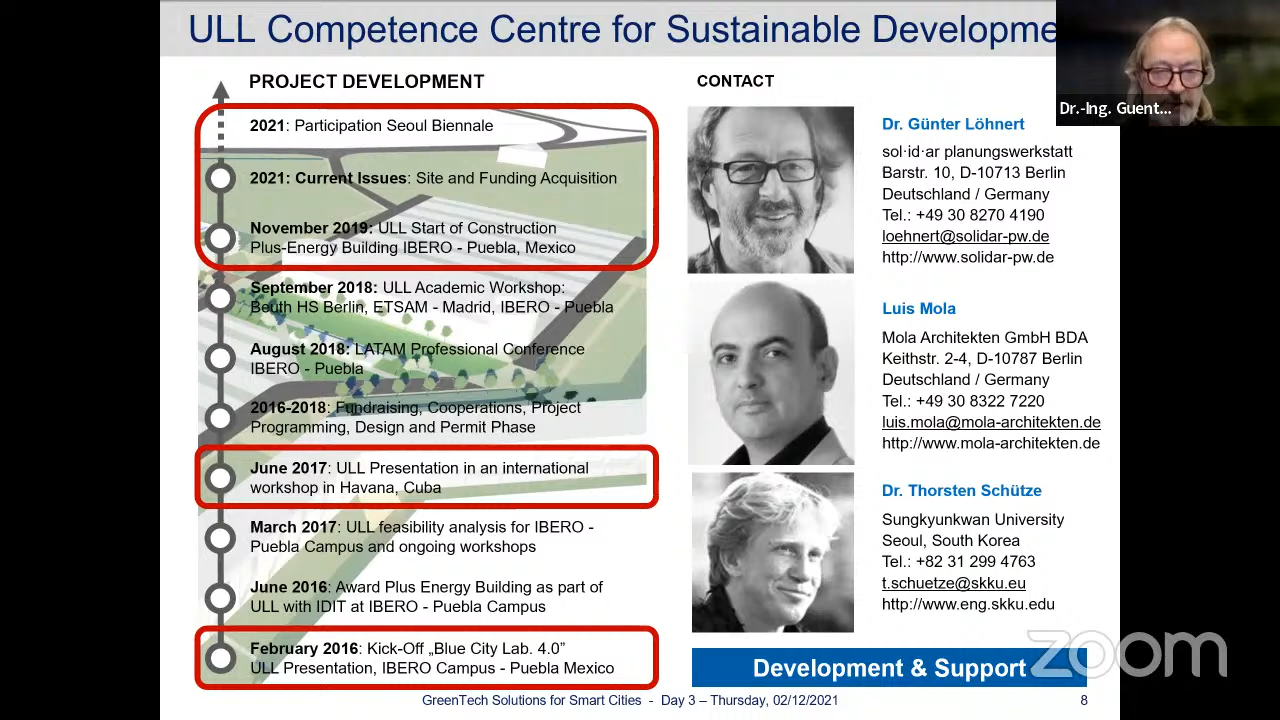 ULL Competence Centre for Sustainable Developme
Dr.-Ing. Guent...
PROJECT DEVELOPMENT
2021: Participation Seoul Biennale
2021: Current Issues: Site and Funding Acquisition
November 2019: ULL Start of Construction
Plus-Energy Building IBERO - Puebla, Mexico
September 2018: ULL Academic Workshop:
Beuth HS Berlin, ETSAM - Madrid, IBERO - Puebla
August 2018: LATAM Professional Conference
IBERO - Puebla
2016-2018: Fundraising, Cooperations, Project
Programming, Design and Permit Phase
June 2017: ULL Presentation in an international
workshop in Havana, Cuba
March 2017: ULL feasibility analysis for IBERO -
Puebla Campus and ongoing workshops
June 2016: Award Plus Energy Building as part of
ULL with IDIT at IBERO - Puebla Campus
February 2016: Kick-Off „Blue City Lab. 4.0”
ULL Presentation, IBERO Campus - Puebla Mexico
CONTACT
Dr. Günter Löhnert
sol·id·ar planungswerkstatt
Barstr. 10, D-10713 Berlin
Deutschland / Germany
Tel.: +49 30 8270 4190
loehnert@solidar-pw.de
http://www.solidar-pw.de
Luis Mola
Mola Architekten GmbH BDA
Keithstr. 2-4, D-10787 Berlin
Deutschland / Germany
Tel.: +49 30 8322 7220
luis.mola@mola-architekten.de
http://www.mola-architekten.de
Dr. Thorsten Schütze
Sungkyunkwan University
Seoul, South Korea
Tel.: +82 31 299 4763
t.schuetze@skku.eu
http://www.eng.skku.edu
Development & Support
zoom
GreenTech Solutions for Smart Cities - Day 3 – Thursday, 02/12/2021
8